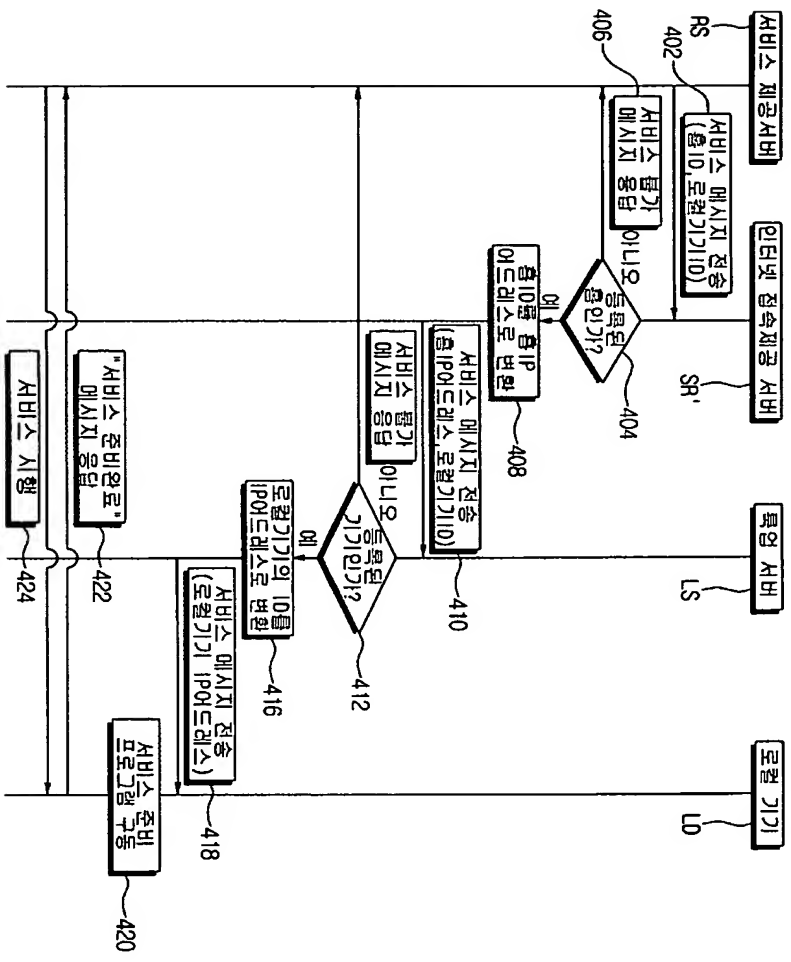 서비스 제공서버
RS
인터넷 접속제공 서버
SR'
룩업 서버
LS
로컬 기기
LD
402
서비스 메시지 전송
(홈ID,로컬기기ID)
등록된
홈인가?
404
아니오
406
서비스 불가
메시지 응답
예
홈ID를 홈IP
어드레스로 변환
408
서비스 메시지 전송
(홈IP어드레스,로컬기기ID)
410
등록된
기기인가?
412
아니오
서비스 불가
메시지 응답
예
로컬기기의 ID를
IP어드레스로 변환
416
서비스 메시지 전송
(로컬기기 IP어드레스)
418
서비스 준비
프로그램 구동
420
"서비스 준비완료"
메시지 응답
422
서비스 시행
424